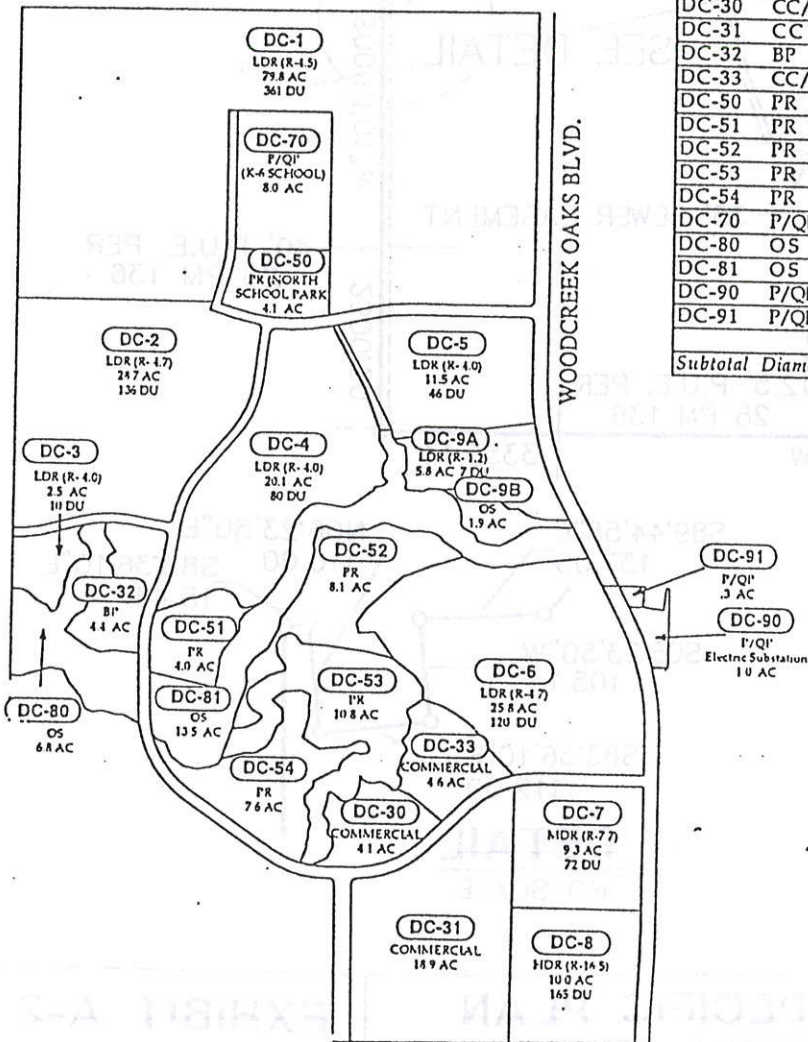 DC-1
LDR (R-4.5)
79.8 AC
361 DU
DC-70
P/QP
(K-6 SCHOOL)
8.0 AC
DC-50
PR (NORTH
SCHOOL PARK
4.1 AC
DC-2
LDR (R-4.7)
28.7 AC
136 DU
DC-5
LDR (R-4.0)
11.5 AC
46 DU
WOODCREEK OAKS BLVD.
DC-3
LDR (R-4.0)
2.5 AC
10 DU
DC-4
LDR (R-4.0)
20.1 AC
80 DU
DC-9A
LDR (R-1.2)
5.8 AC 7 DU
DC-9B
OS
1.9 AC
DC-32
BP
4.4 AC
DC-52
PR
8.1 AC
DC-91
P/QP
.3 AC
DC-90
P/QP
Electric Substation
1.0 AC
DC-51
PR
4.0 AC
DC-6
LDR (R-4.7)
25.8 AC
120 DU
DC-53
PR
10.8 AC
DC-81
OS
13.5 AC
DC-80
OS
6.8 AC
DC-33
COMMERCIAL
4.6 AC
DC-54
PR
7.6 AC
DC-30
COMMERCIAL
4.1 AC
DC-7
MDR (R-7.7)
9.3 AC
72 DU
DC-31
COMMERCIAL
18.9 AC
DC-8
HDR (R-16.5)
10.0 AC
165 DU
DC-30 CC/
DC-31 CC
DC-32 BP
DC-33 CC/
DC-50 PR
DC-51 PR
DC-52 PR
DC-53 PR
DC-54 PR
DC-70 P/QP
DC-80 OS
DC-81 OS
DC-90 P/QP
DC-91 P/QP
Subtotal Diam